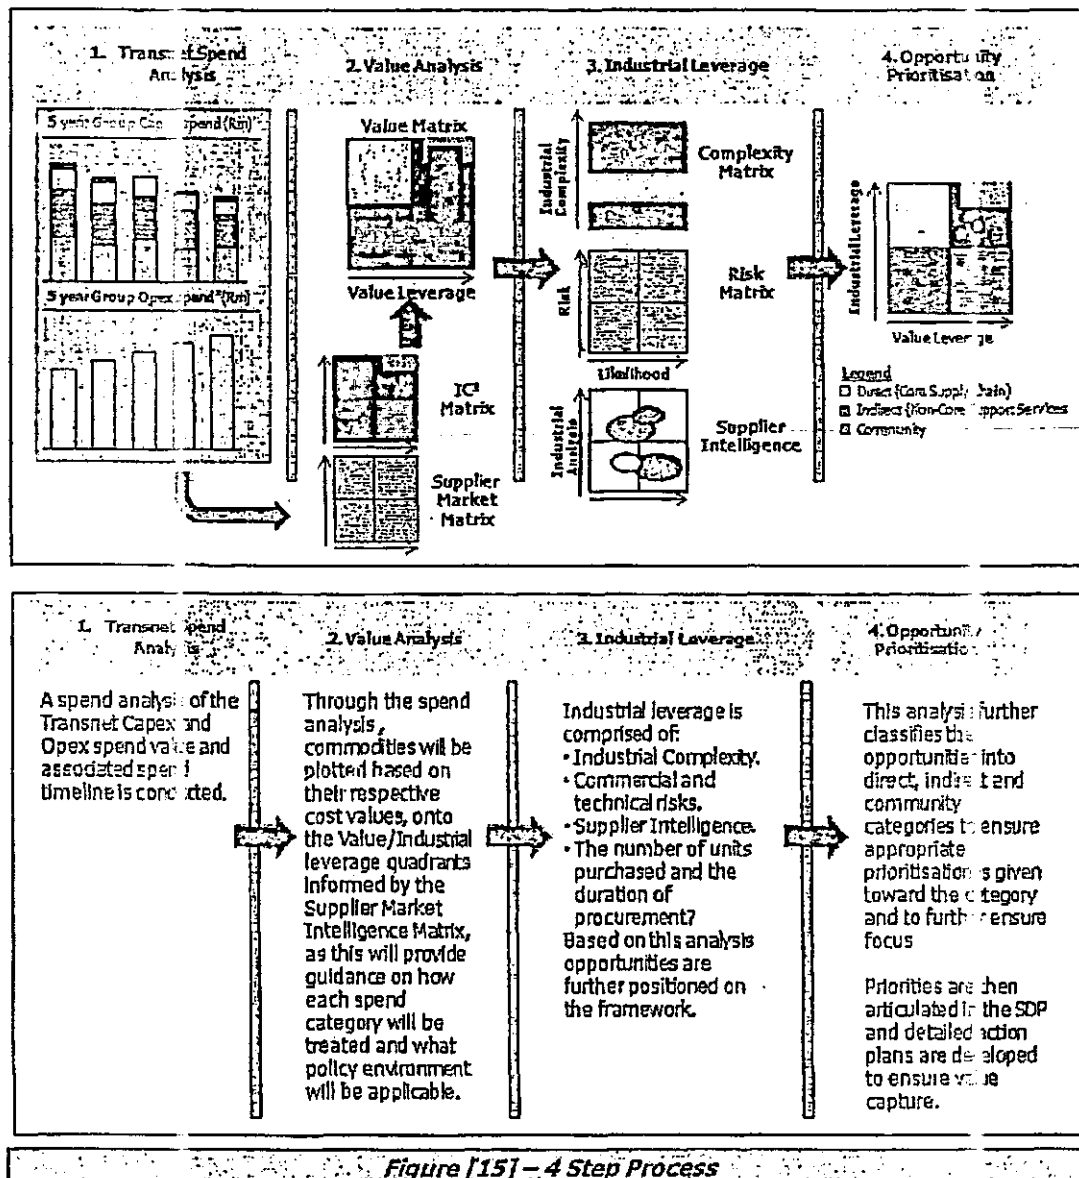 1. Transnet Spend
Analysis
2. Value Analysis
3. Industrial Leverage
4. Opportunity
Prioritisation
5 year Group Capex spend (Rm)
5 year Group Opex spend* (Rm)
Value Matrix
Value Leverage
IC³
Matrix
Supplier
Market
Matrix
Industrial
Complexity
Complexity
Matrix
Risk
Risk
Matrix
Likelihood
Industrial
Analysis
Supplier
Intelligence
Industrial Leverage
Value Leverage
Legend
Direct (Core Supply Chain)
Indirect (Non-Core Support Services
Community
1. Transnet Spend
Analysis
2. Value Analysis
3. Industrial Leverage
4. Opportunity
Prioritisation
A spend analysis of the
Transnet Capex and
Opex spend value and
associated spend
timeline is conducted.
Through the spend
analysis,
commodities will be
plotted based on
their respective
cost values, onto
the Value/Industrial
leverage quadrants
informed by the
Supplier Market
Intelligence Matrix,
as this will provide
guidance on how
each spend
category will be
treated and what
policy environment
will be applicable.
Industrial leverage is
comprised of:
• Industrial Complexity.
• Commercial and
technical risks.
• Supplier Intelligence.
• The number of units
purchased and the
duration of
procurement?
Based on this analysis
opportunities are
further positioned on
the framework.
This analysis further
classifies the
opportunities into
direct, indirect and
community
categories to ensure
appropriate
prioritisation is given
toward the category
and to further ensure
focus
Priorities are then
articulated in the SDP
and detailed action
plans are developed
to ensure value
capture.
Figure [15] – 4 Step Process